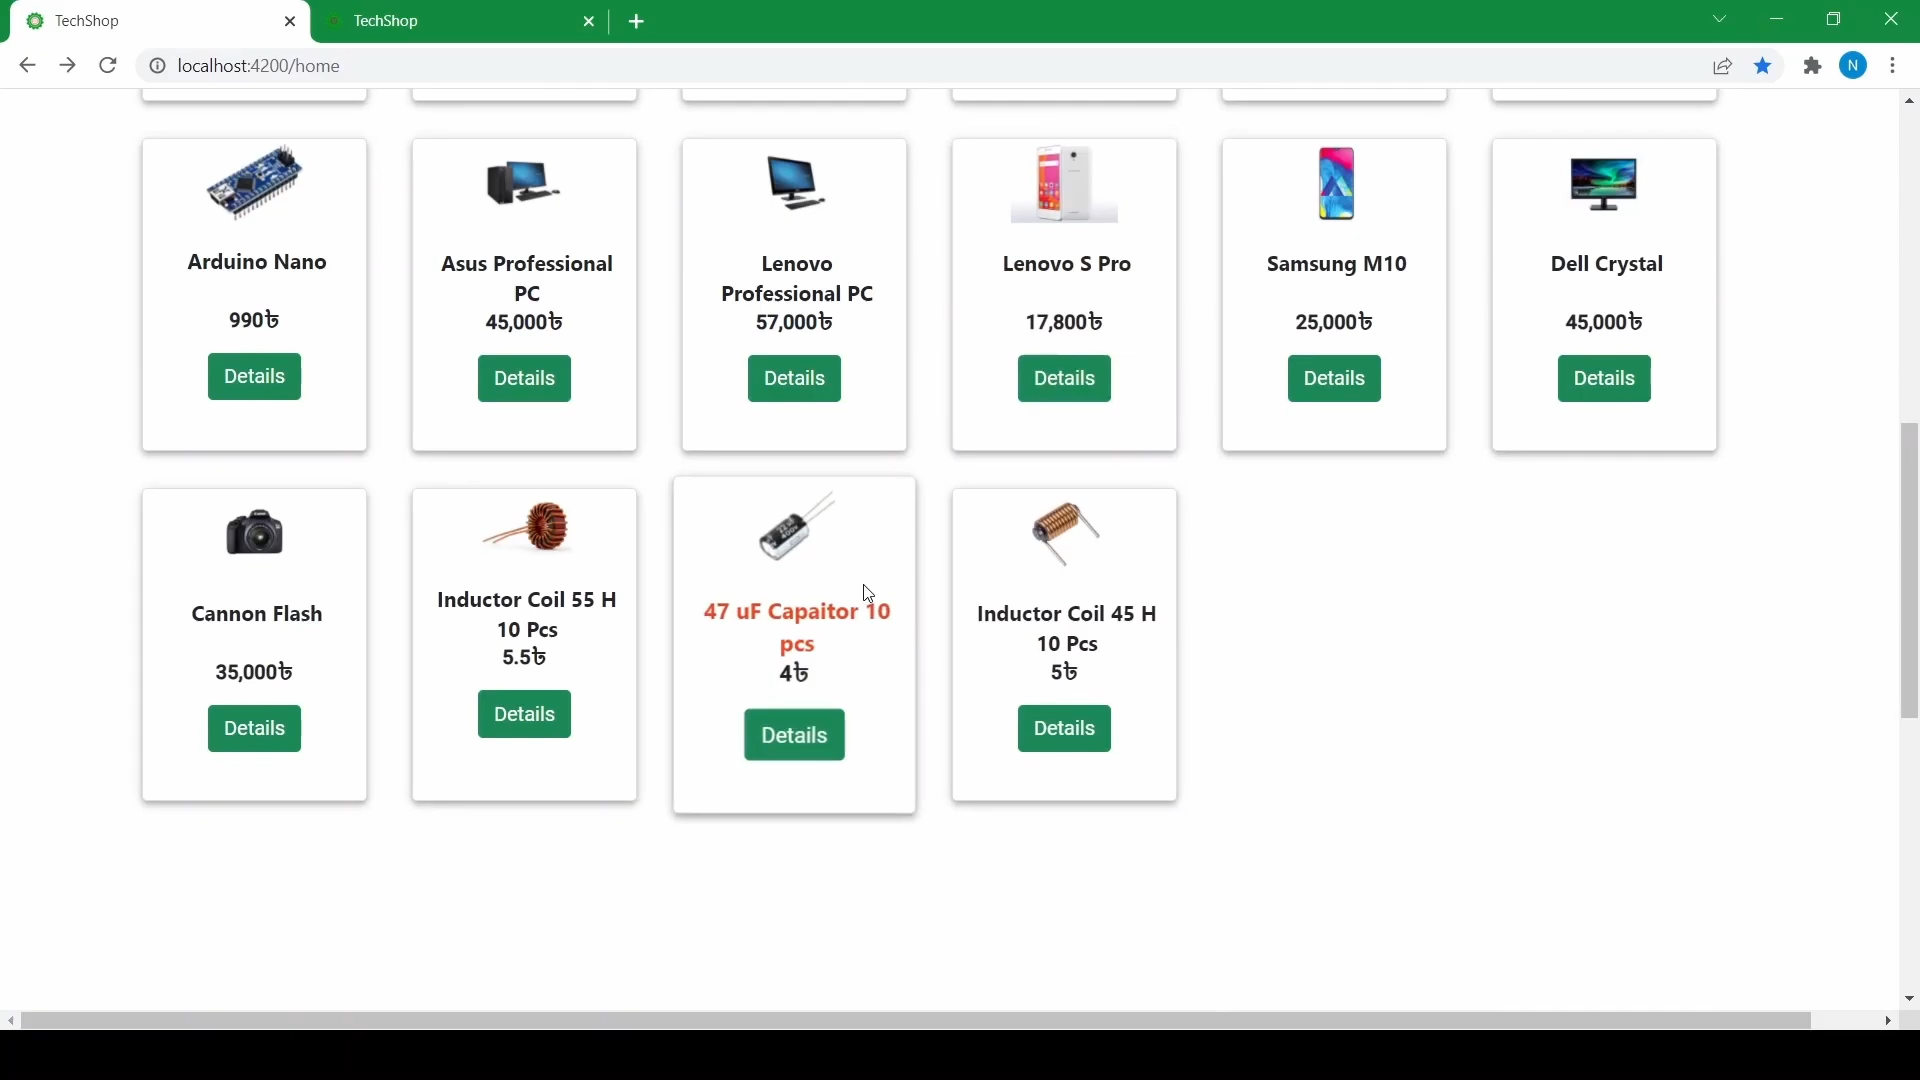 TechShop
TechShop
localhost:4200/home
N
Arduino Nano
990৳
Details
Asus Professional
PC
45,000৳
Details
Lenovo
Professional PC
57,000৳
Details
Lenovo S Pro
17,800৳
Details
Samsung M10
25,000৳
Details
Dell Crystal
45,000৳
Details
Cannon Flash
35,000৳
Details
Inductor Coil 55 H
10 Pcs
5.5৳
Details
47 uF Capaitor 10
pcs
4৳
Details
Inductor Coil 45 H
10 Pcs
5৳
Details